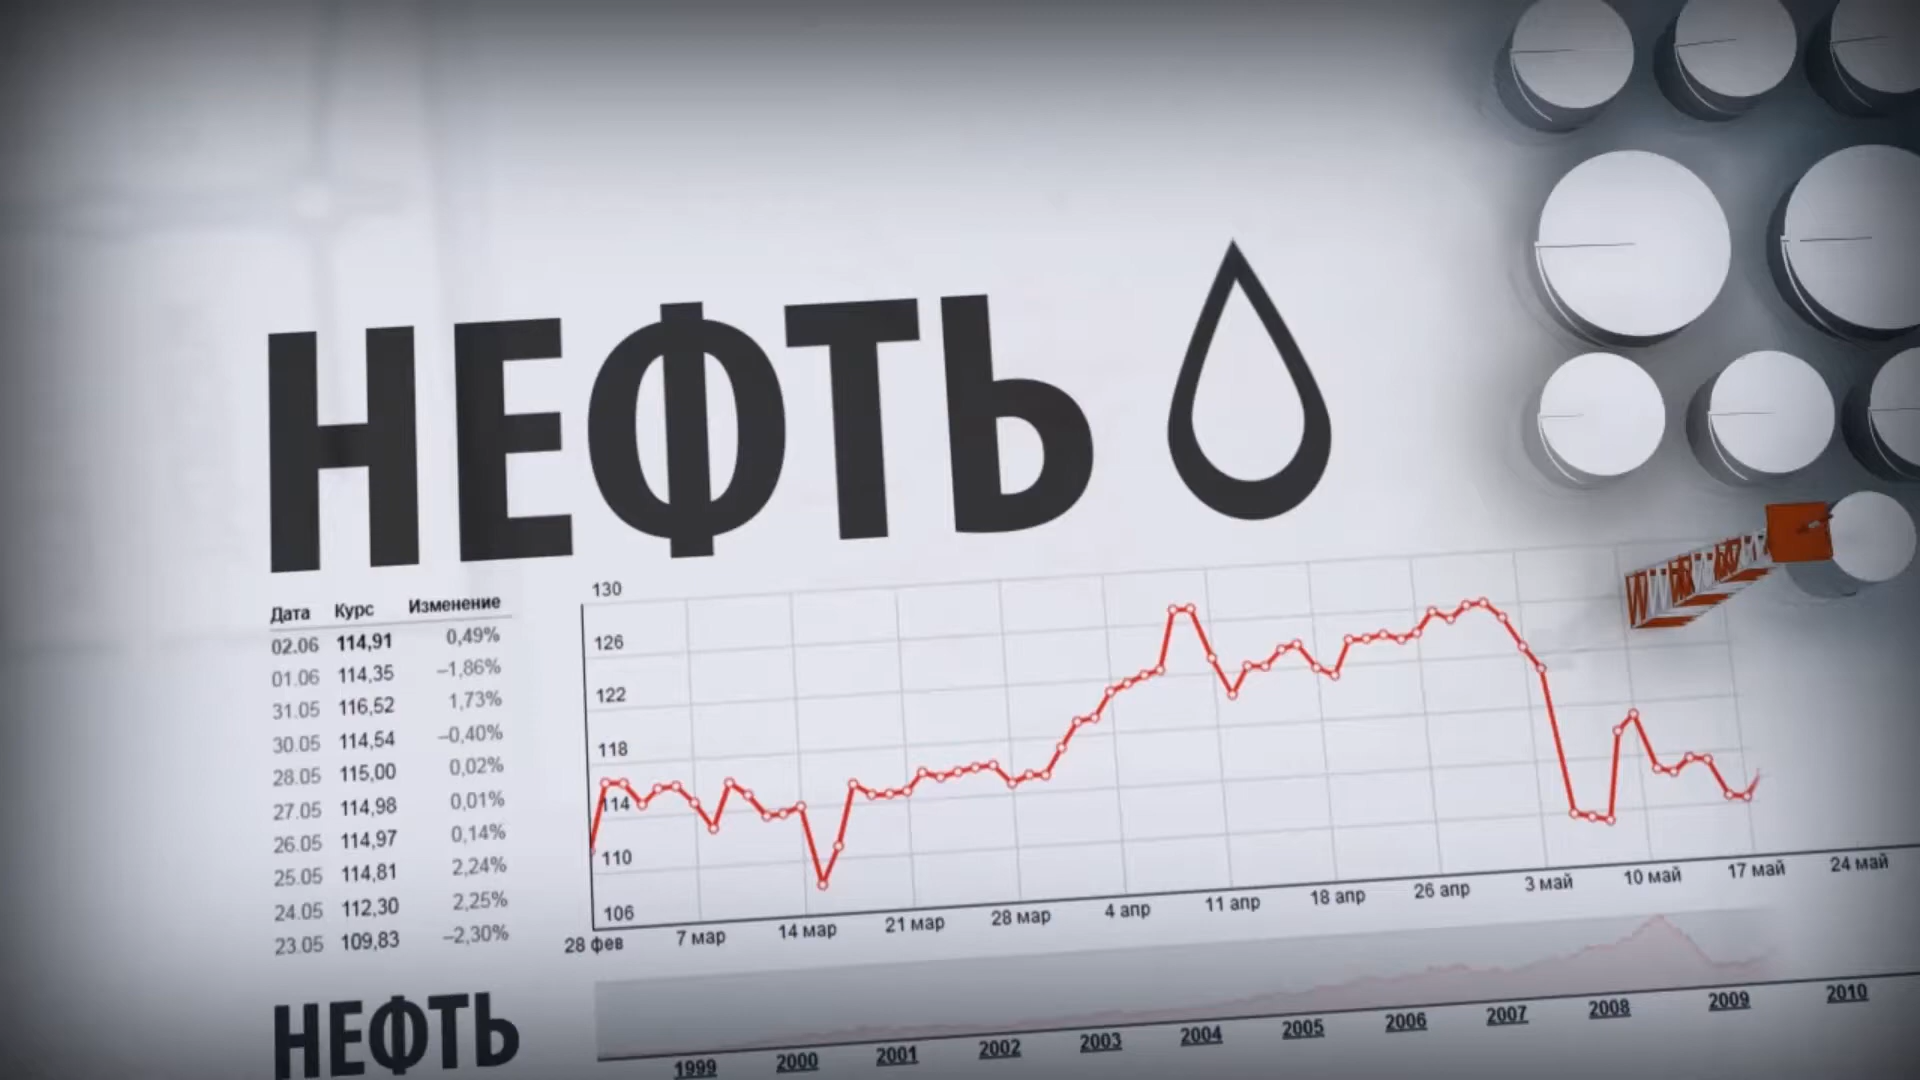 НЕФТЬ
Дата Курс Изменение
02.06 114,91 0,49%
01.06 114,35 –1,86%
31.05 116,52 1,73%
30.05 114,54 –0,40%
28.05 115,00 0,02%
27.05 114,98 0,01%
26.05 114,97 0,14%
25.05 114,81 2,24%
24.05 112,30 2,25%
23.05 109,83 –2,30%
130
126
122
118
114
110
106
28 фев 7 мар 14 мар 21 мар 28 мар 4 апр 11 апр 18 апр 26 апр 3 май 10 май 17 май 24 май
НЕФТЬ
1999 2000 2001 2002 2003 2004 2005 2006 2007 2008 2009 2010